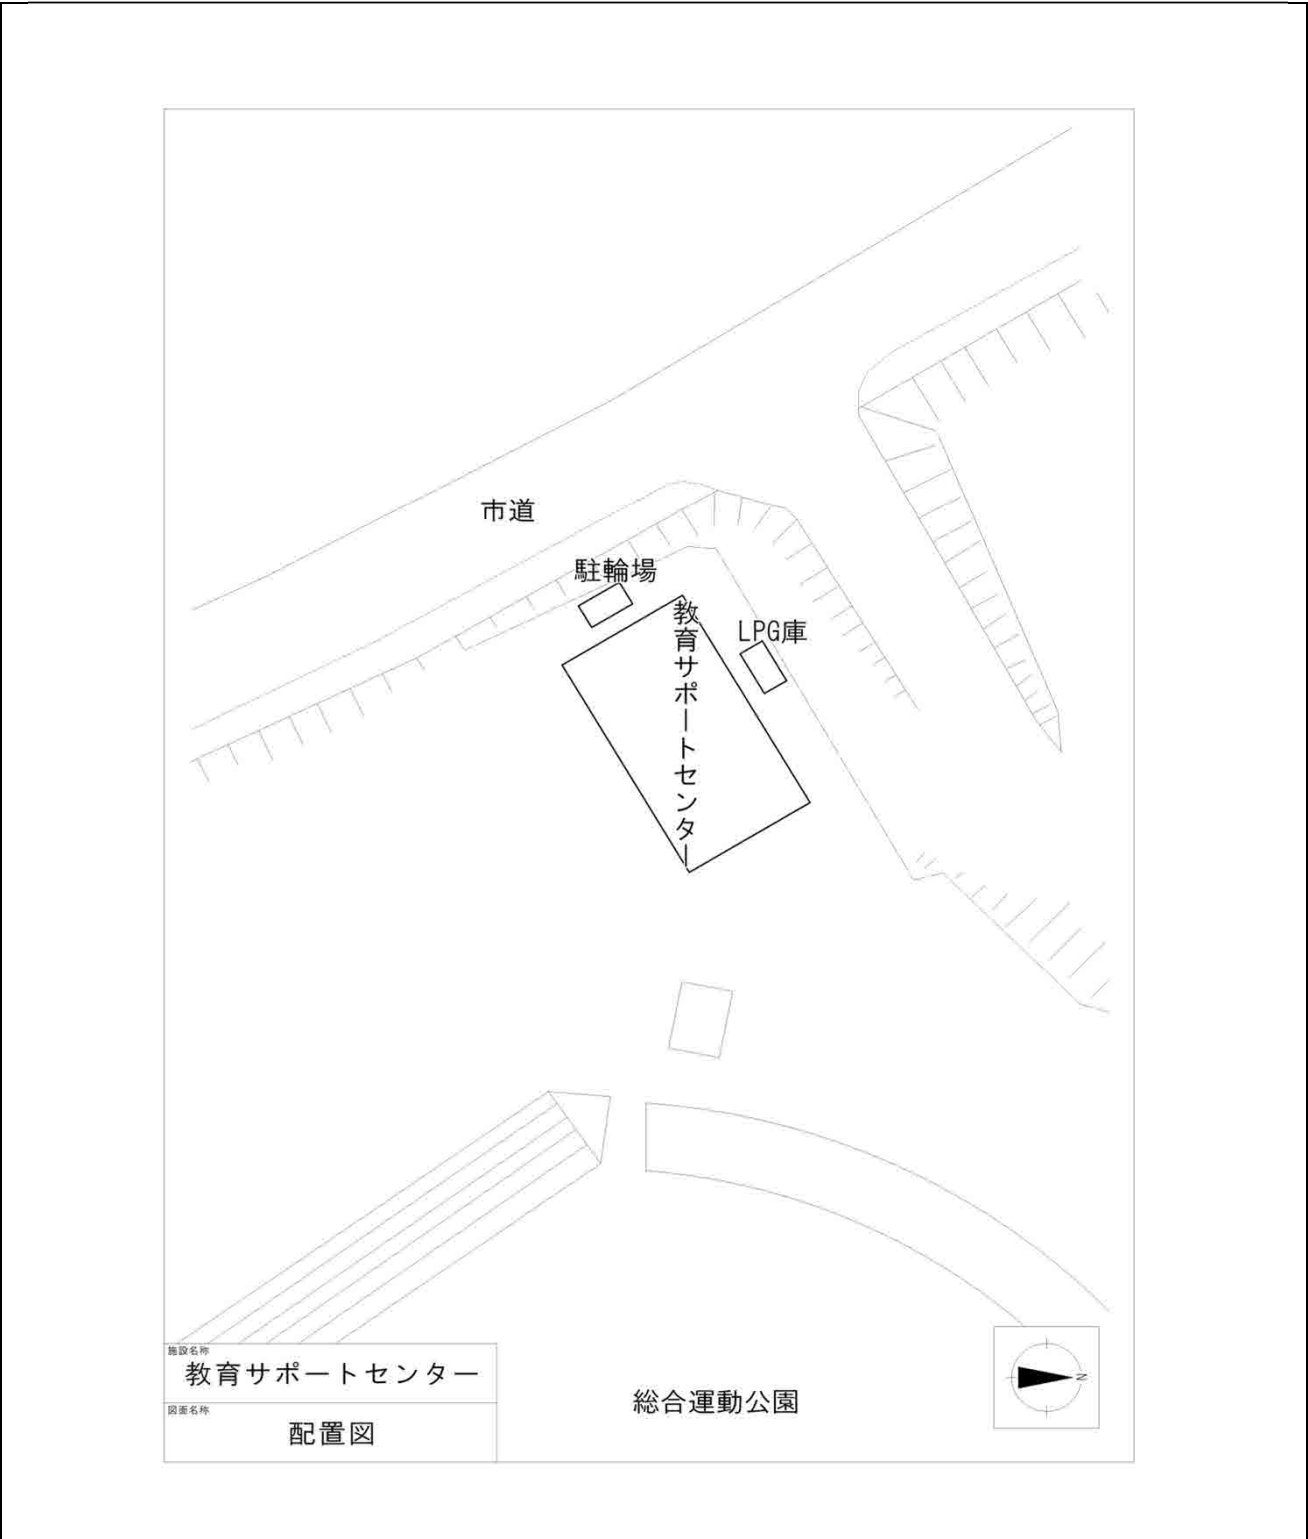 市道
駐輪場
教育サポートセンター
LPG庫
施設名称
教育サポートセンター
図面名称
配置図
総合運動公園
N